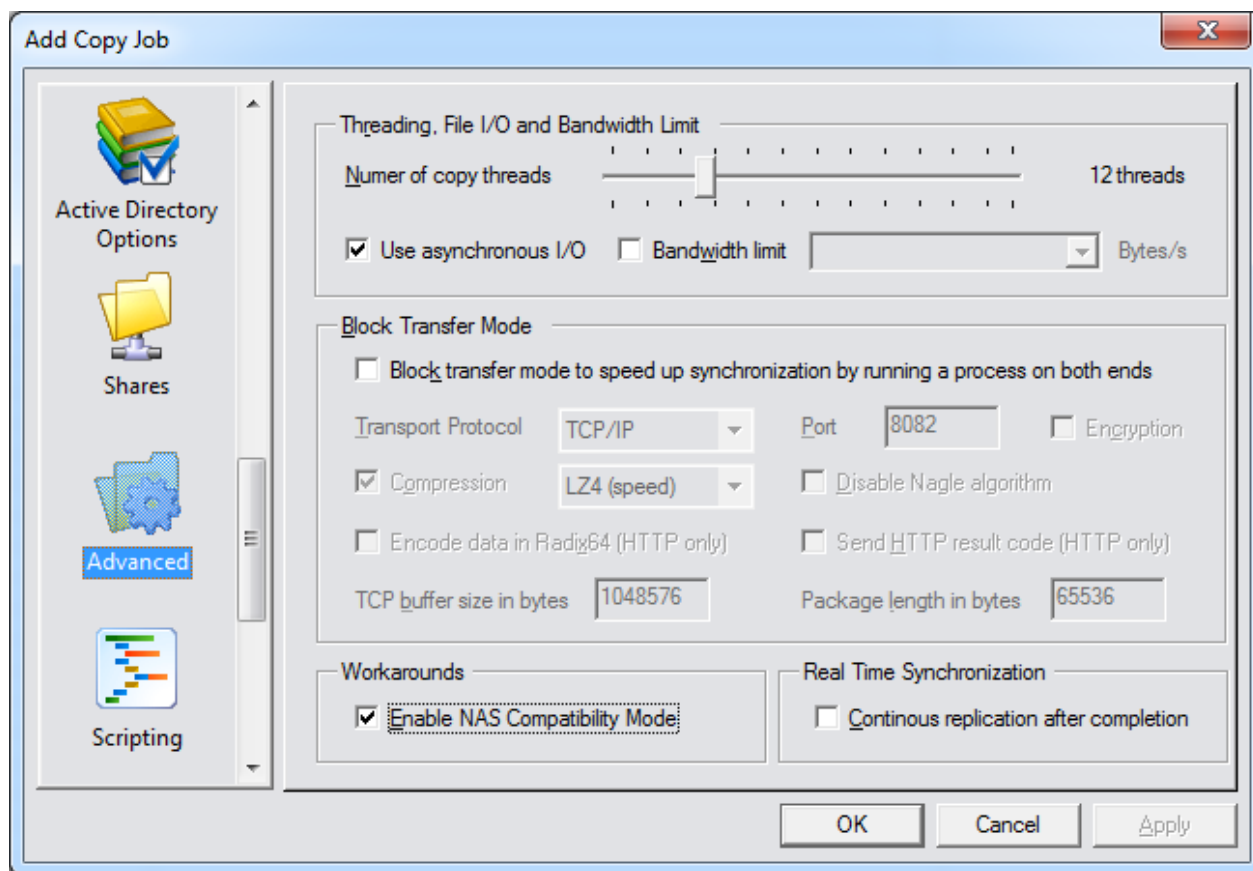 Add Copy Job
Active Directory
Options
Shares
Advanced
Scripting
Threading, File I/O and Bandwidth Limit
Numer of copy threads 12 threads
Use asynchronous I/O Bandwidth limit Bytes/s
Block Transfer Mode
Block transfer mode to speed up synchronization by running a process on both ends
Transport Protocol TCP/IP Port 8082 Encryption
Compression LZ4 (speed) Disable Nagle algorithm
Encode data in Radix64 (HTTP only) Send HTTP result code (HTTP only)
TCP buffer size in bytes 1048576 Package length in bytes 65536
Workarounds Real Time Synchronization
Enable NAS Compatibility Mode Continous replication after completion
OK Cancel Apply